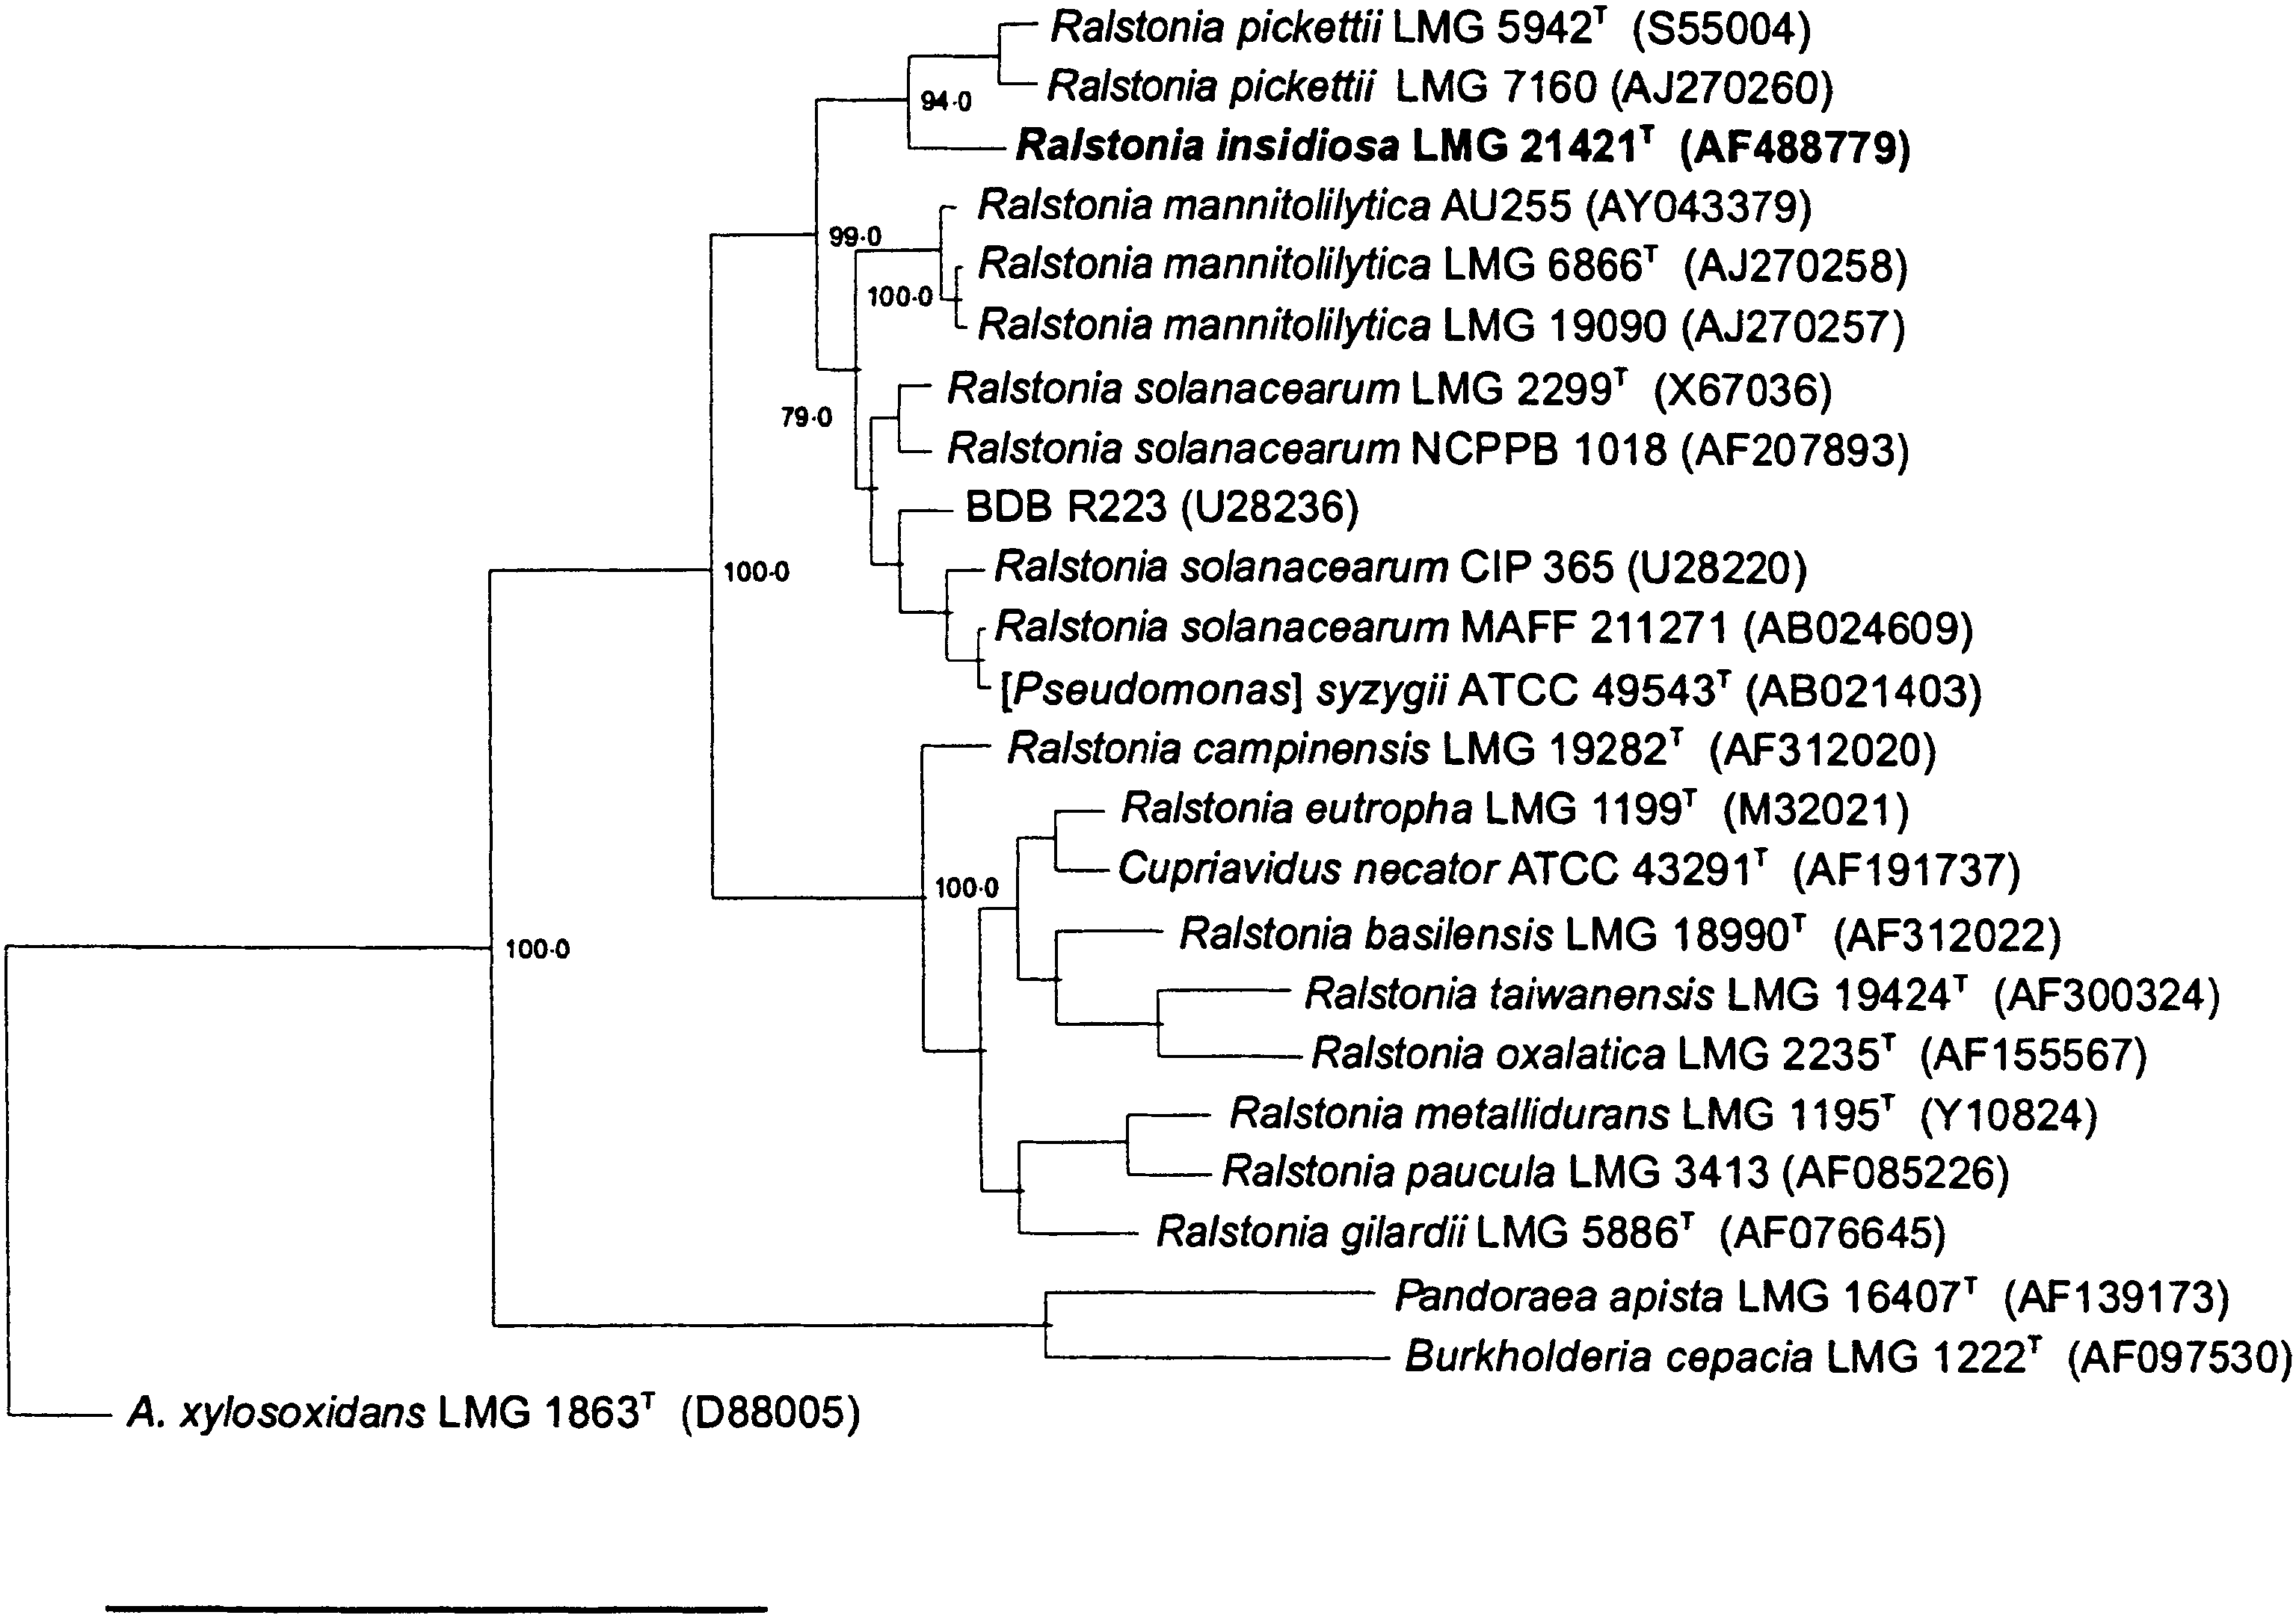 Ralstonia pickettii LMG 5942ᵀ (S55004)
Ralstonia pickettii LMG 7160 (AJ270260)
94·0
Ralstonia insidiosa LMG 21421ᵀ (AF488779)
Ralstonia mannitolilytica AU255 (AY043379)
99·0
Ralstonia mannitolilytica LMG 6866ᵀ (AJ270258)
100·0
Ralstonia mannitolilytica LMG 19090 (AJ270257)
Ralstonia solanacearum LMG 2299ᵀ (X67036)
79·0
Ralstonia solanacearum NCPPB 1018 (AF207893)
BDB R223 (U28236)
Ralstonia solanacearum CIP 365 (U28220)
100·0
Ralstonia solanacearum MAFF 211271 (AB024609)
[Pseudomonas] syzygii ATCC 49543ᵀ (AB021403)
Ralstonia campinensis LMG 19282ᵀ (AF312020)
Ralstonia eutropha LMG 1199ᵀ (M32021)
Cupriavidus necator ATCC 43291ᵀ (AF191737)
100·0
Ralstonia basilensis LMG 18990ᵀ (AF312022)
100·0
Ralstonia taiwanensis LMG 19424ᵀ (AF300324)
Ralstonia oxalatica LMG 2235ᵀ (AF155567)
Ralstonia metallidurans LMG 1195ᵀ (Y10824)
Ralstonia paucula LMG 3413 (AF085226)
Ralstonia gilardii LMG 5886ᵀ (AF076645)
Pandoraea apista LMG 16407ᵀ (AF139173)
Burkholderia cepacia LMG 1222ᵀ (AF097530)
A. xylosoxidans LMG 1863ᵀ (D88005)